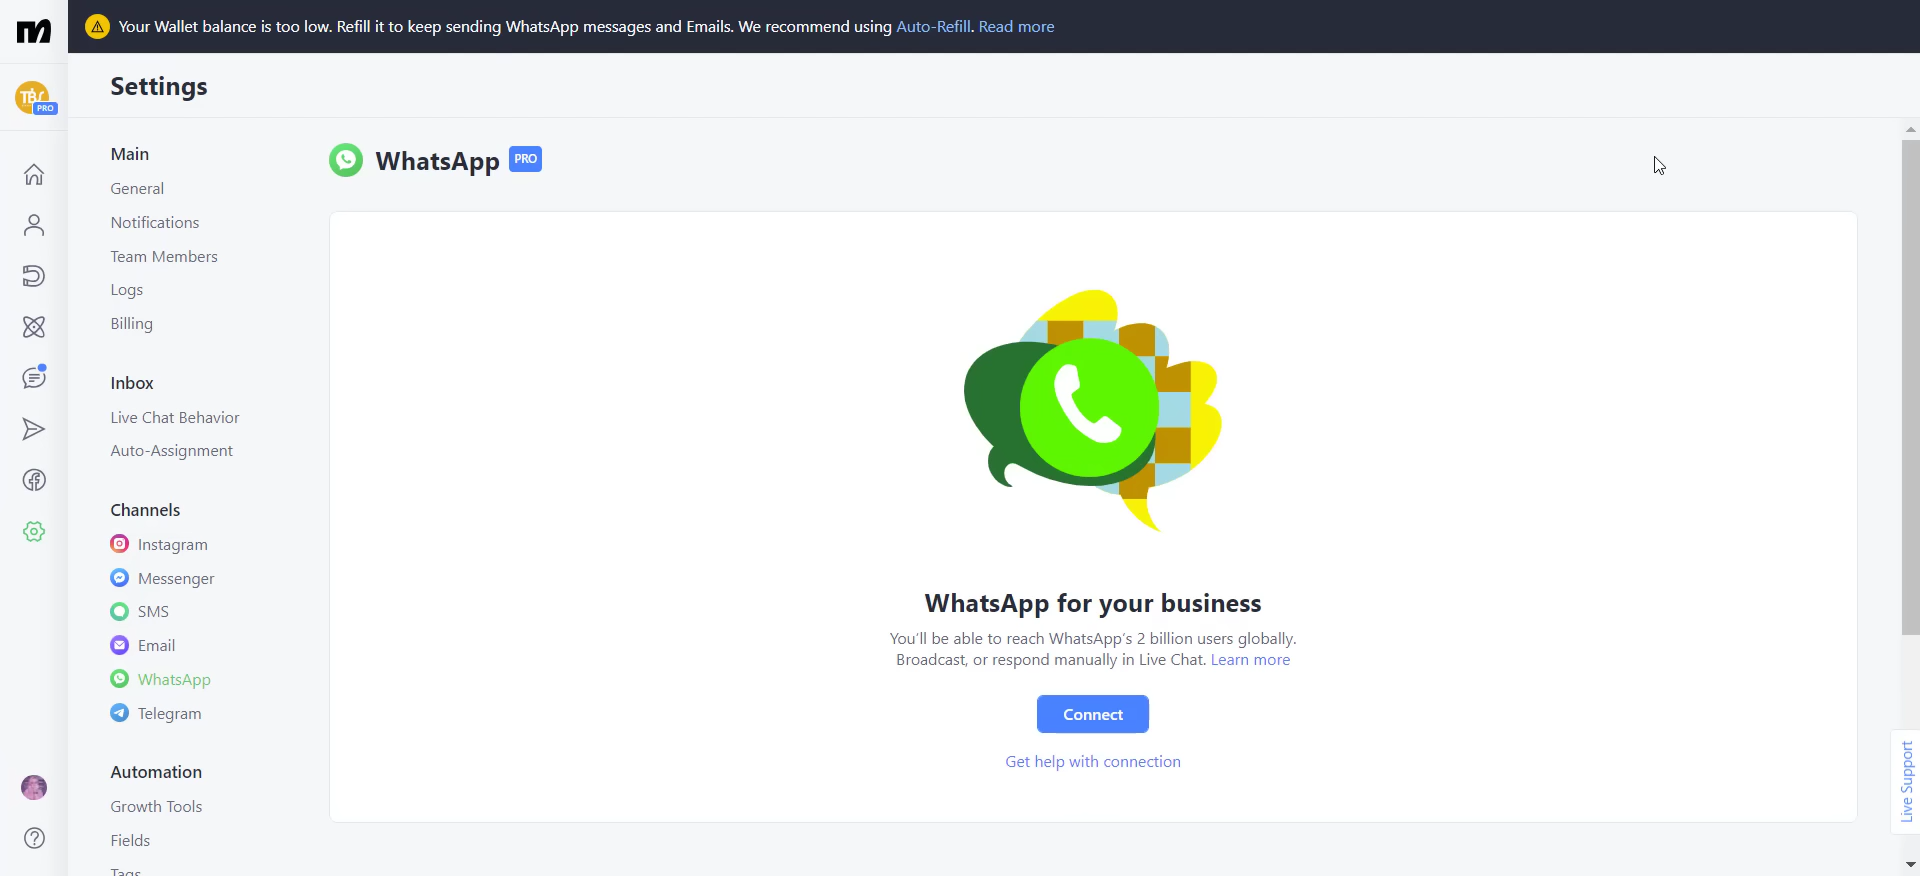 Your Wallet balance is too low. Refill it to keep sending WhatsApp messages and Emails. We recommend using Auto-Refill. Read more
TBC
PRO
Settings
Main
General
Notifications
Team Members
Logs
Billing
Inbox
Live Chat Behavior
Auto-Assignment
Channels
Instagram
Messenger
SMS
Email
WhatsApp
Telegram
Automation
Growth Tools
Fields
Tags
WhatsApp PRO
WhatsApp for your business
You'll be able to reach WhatsApp's 2 billion users globally.
Broadcast, or respond manually in Live Chat. Learn more
Connect
Get help with connection
Live Support